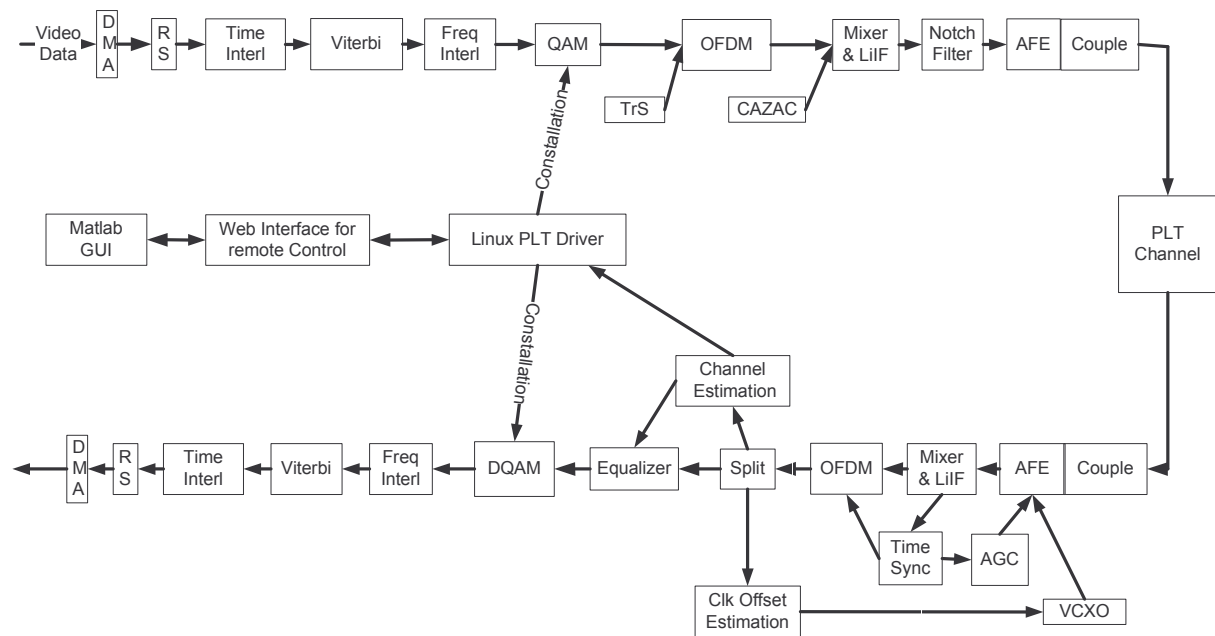 Video
Data
D
M
A
R
S
Time
Interl
Viterbi
Freq
Interl
QAM
OFDM
Mixer
& LilF
Notch
Filter
AFE
Couple
TrS
CAZAC
Constallation
Matlab
GUI
Web Interface for
remote Control
Linux PLT Driver
PLT
Channel
Constallation
Channel
Estimation
D
M
A
R
S
Time
Interl
Viterbi
Freq
Interl
DQAM
Equalizer
Split
OFDM
Mixer
& LilF
AFE
Couple
Time
Sync
AGC
Clk Offset
Estimation
VCXO